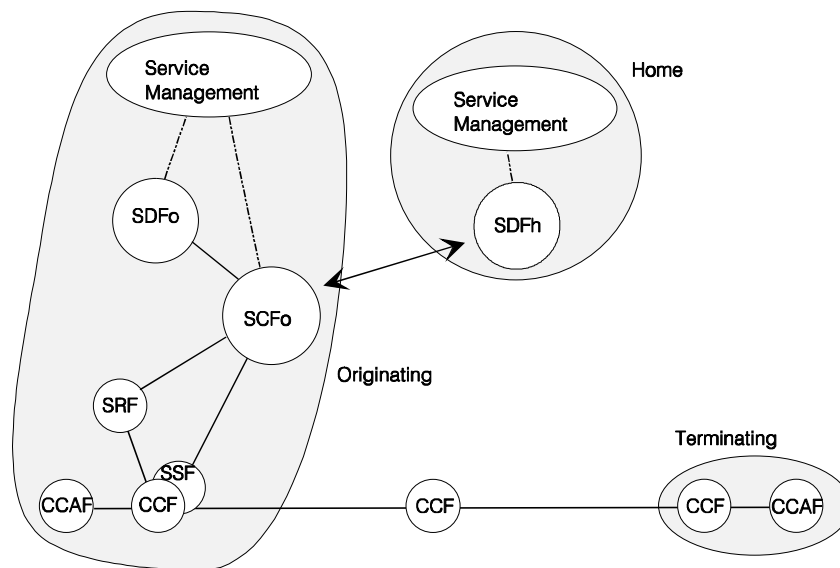 Service
Management
Home
Service
Management
SDFo
SDFh
SCFo
Originating
SRF
Terminating
SSF
CCAF
CCF
CCF
CCF
CCAF